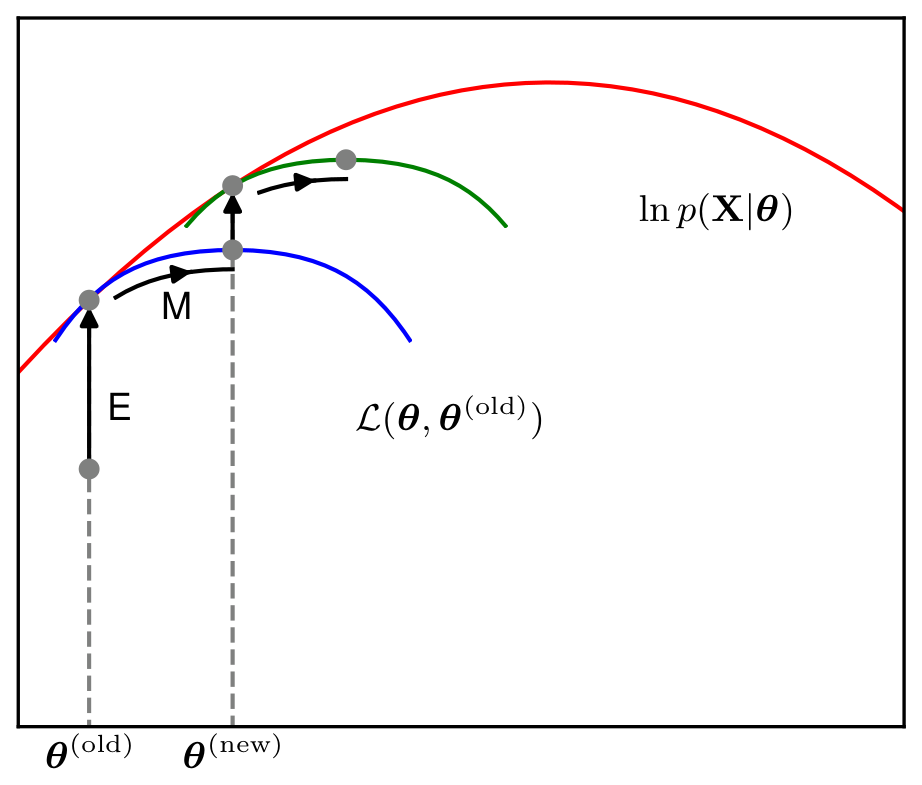 ln p(𝐗|𝜽)
M
E
ℒ(𝜽, 𝜽^(old))
𝜽^(old)
𝜽^(new)